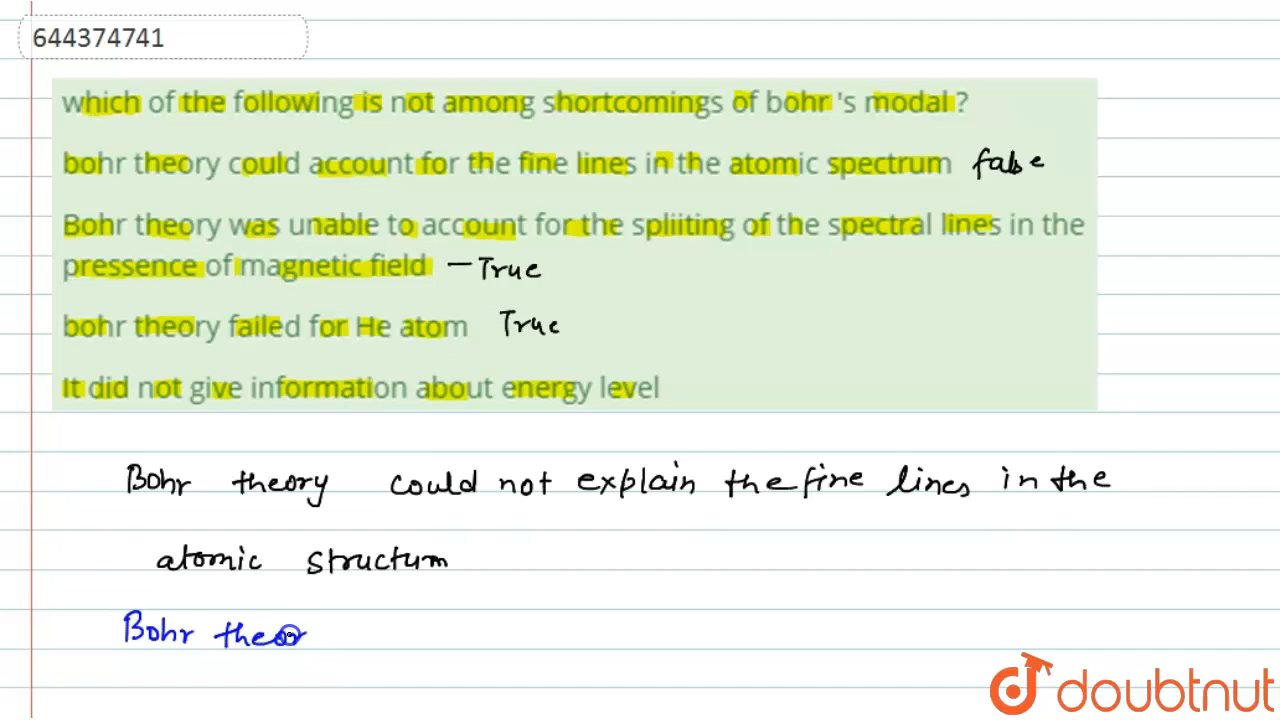 644374741
which of the following is not among shortcomings of bohr 's modal ?
bohr theory could account for the fine lines in the atomic spectrum false
Bohr theory was unable to account for the spliiting of the spectral lines in the
pressence of magnetic field – True
bohr theory failed for He atom True
It did not give information about energy level
Bohr theory could not explain the fine lines in the
atomic structum
Bohr theor
doubtnut